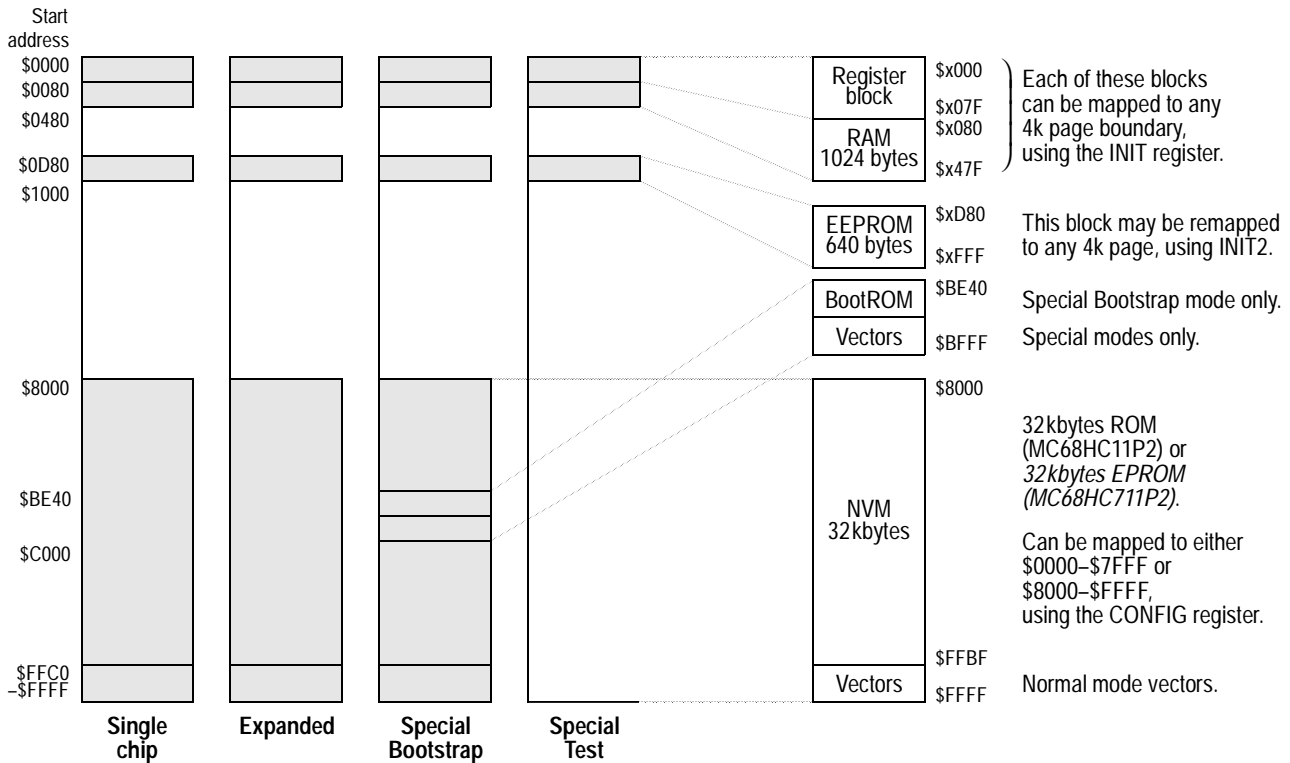 Start
address
$0000
$0080
$0480
$0D80
$1000
$8000
$BE40
$C000
$FFC0
–$FFFF
Single
chip
Expanded
Special
Bootstrap
Special
Test
Register
block
$x000
$x07F
RAM
1024 bytes
$x080
$x47F
Each of these blocks
can be mapped to any
4k page boundary,
using the INIT register.
EEPROM
640 bytes
$xD80
$xFFF
This block may be remapped
to any 4k page, using INIT2.
BootROM
$BE40
Special Bootstrap mode only.
Vectors
$BFFF
Special modes only.
$8000
NVM
32kbytes
32kbytes ROM
(MC68HC11P2) or
32kbytes EPROM
(MC68HC711P2).
Can be mapped to either
$0000–$7FFF or
$8000–$FFFF,
using the CONFIG register.
$FFBF
Vectors
$FFFF
Normal mode vectors.